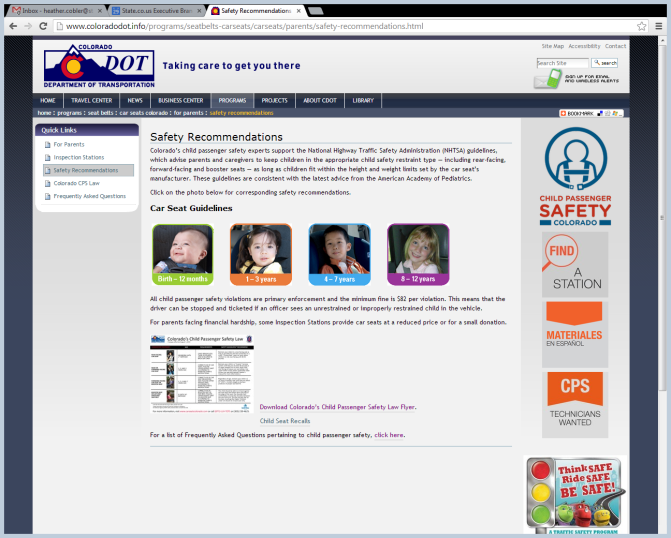 Inbox - heather.cobler@st
State.co.us Executive Bran
Safety Recommendations
www.coloradodot.info/programs/seatbelts-carseats/carseats/parents/safety-recommendations.html
COLORADO
DOT
DEPARTMENT OF TRANSPORTATION
Taking care to get you there
Site Map Accessibility Contact
Search Site search
SIGN UP FOR EMAIL
AND WIRELESS ALERTS
HOME TRAVEL CENTER NEWS BUSINESS CENTER PROGRAMS PROJECTS ABOUT CDOT LIBRARY
home : programs : seat belts : car seats colorado : for parents : safety recommendations
BOOKMARK
Quick Links
For Parents
Inspection Stations
Safety Recommendations
Colorado CPS Law
Frequently Asked Questions
Safety Recommendations
Colorado's child passenger safety experts support the National Highway Traffic Safety Administration (NHTSA) guidelines,
which advise parents and caregivers to keep children in the appropriate child safety restraint type — including rear-facing,
forward-facing and booster seats — as long as children fit within the height and weight limits set by the car seat's
manufacturer. These guidelines are consistent with the latest advice from the American Academy of Pediatrics.
Click on the photo below for corresponding safety recommendations.
Car Seat Guidelines
Birth – 12 months
1 – 3 years
4 – 7 years
8 – 12 years
All child passenger safety violations are primary enforcement and the minimum fine is $82 per violation. This means that the
driver can be stopped and ticketed if an officer sees an unrestrained or improperly restrained child in the vehicle.
For parents facing financial hardship, some Inspection Stations provide car seats at a reduced price or for a small donation.
Colorado's Child Passenger Safety Law
Download Colorado's Child Passenger Safety Law Flyer.
Child Seat Recalls
For a list of Frequently Asked Questions pertaining to child passenger safety, click here.
CHILD PASSENGER
SAFETY
COLORADO
FIND
A
STATION
MATERIALES
EN ESPAÑOL
CPS
TECHNICIANS
WANTED
Think SAFE
Ride SAFE
BE SAFE!
A TRAFFIC SAFETY PROGRAM